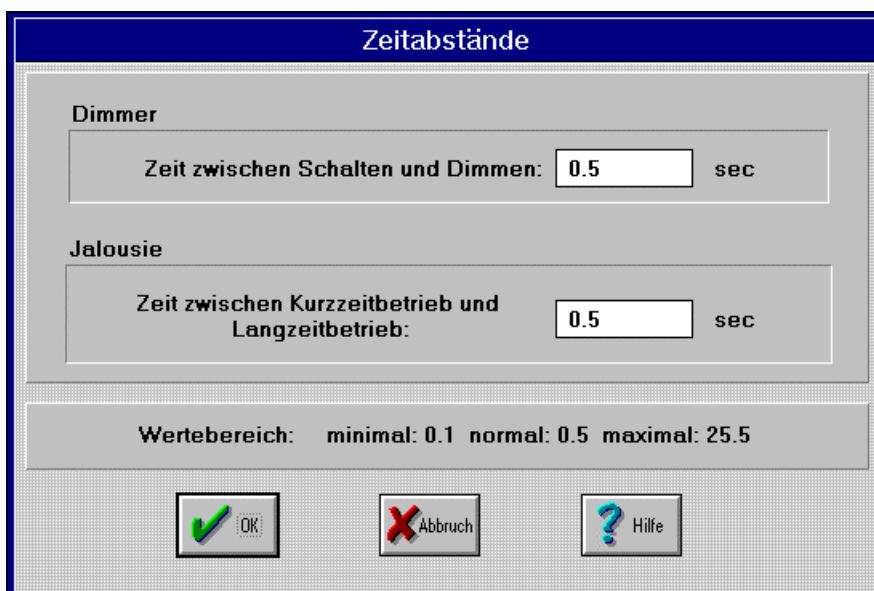 Zeitabstände
Dimmer
Zeit zwischen Schalten und Dimmen: 0.5 sec
Jalousie
Zeit zwischen Kurzzeitbetrieb und
Langzeitbetrieb: 0.5 sec
Wertebereich: minimal: 0.1 normal: 0.5 maximal: 25.5
OK Abbruch Hilfe